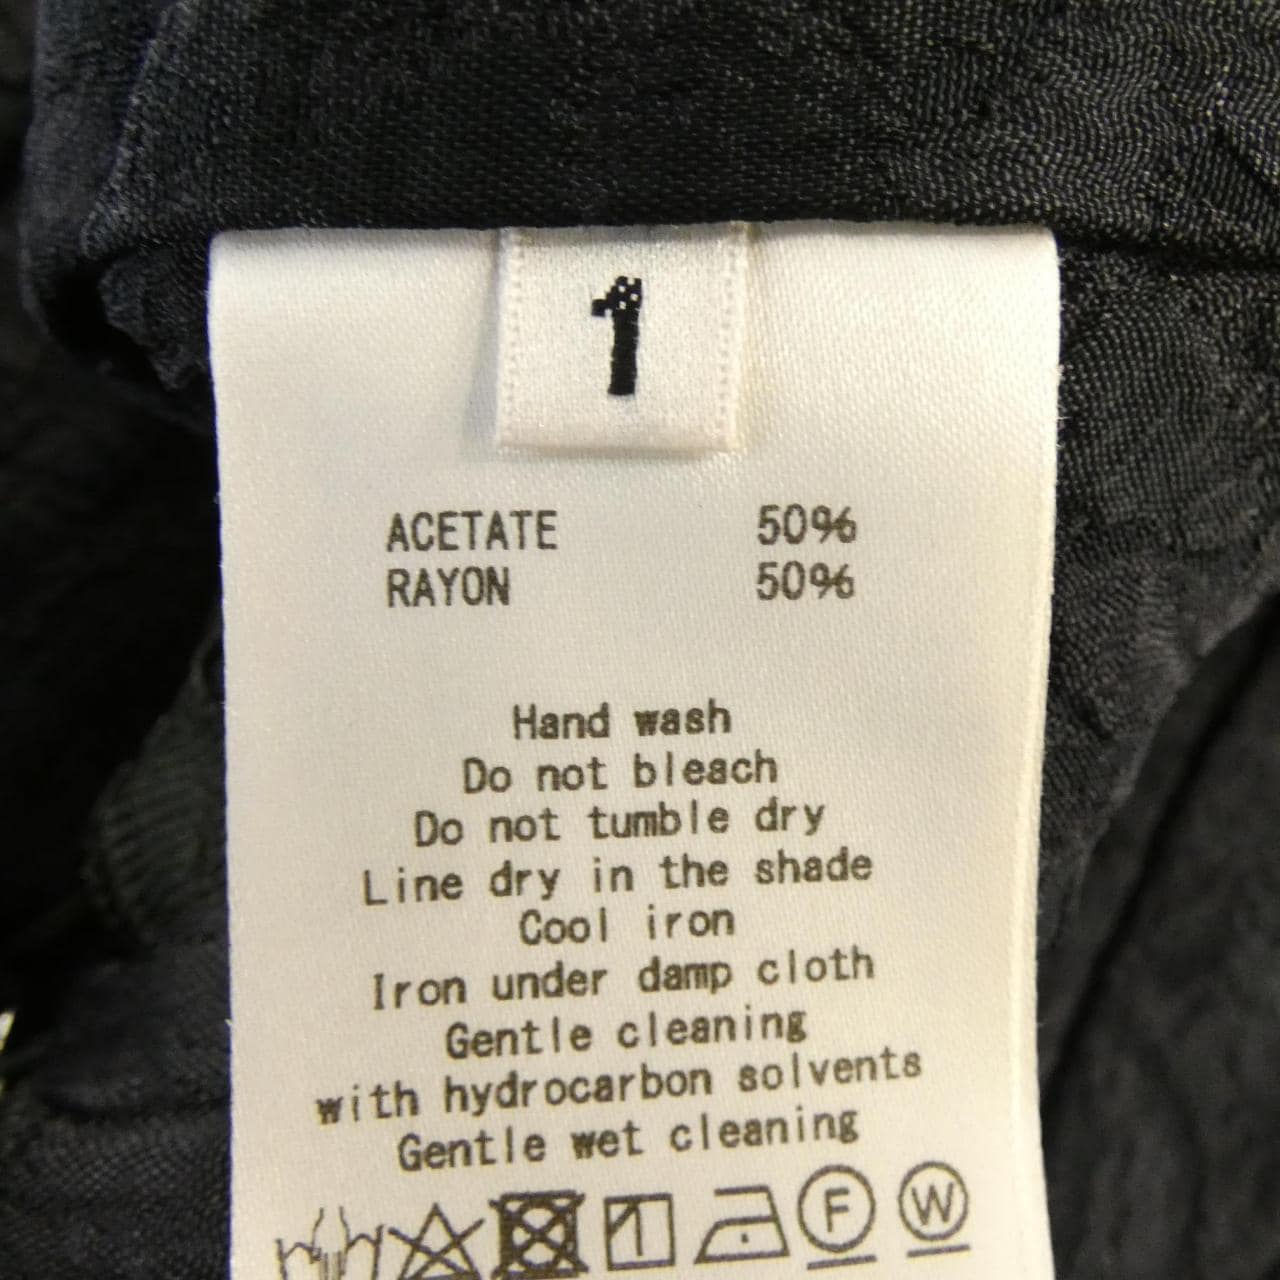 1
ACETATE 50%
RAYON 50%
Hand wash
Do not bleach
Do not tumble dry
Line dry in the shade
Cool iron
Iron under damp cloth
Gentle cleaning
with hydrocarbon solvents
Gentle wet cleaning
F W